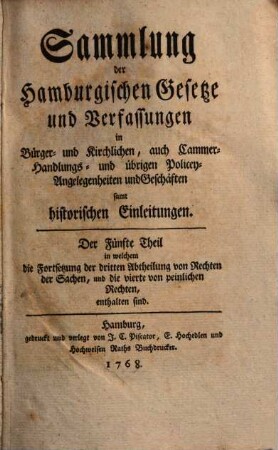 Sammlung
der
Hamburgischen Gesetze
und Verfassungen
in
Bürger- und Kirchlichen, auch Cammer-
Handlungs- und übrigen Policey-
Angelegenheiten und Geschäften
samt
historischen Einleitungen.
Der Fünfte Theil
in welchem
die Fortsetzung der dritten Abtheilung von Rechten
der Sachen, und die vierte von peinlichen
Rechten,
enthalten sind.
Hamburg,
gedruckt und verlegt von J. C. Piscator, E. Hochedlen und
Hochweisen Raths Buchdrucker.
1768.